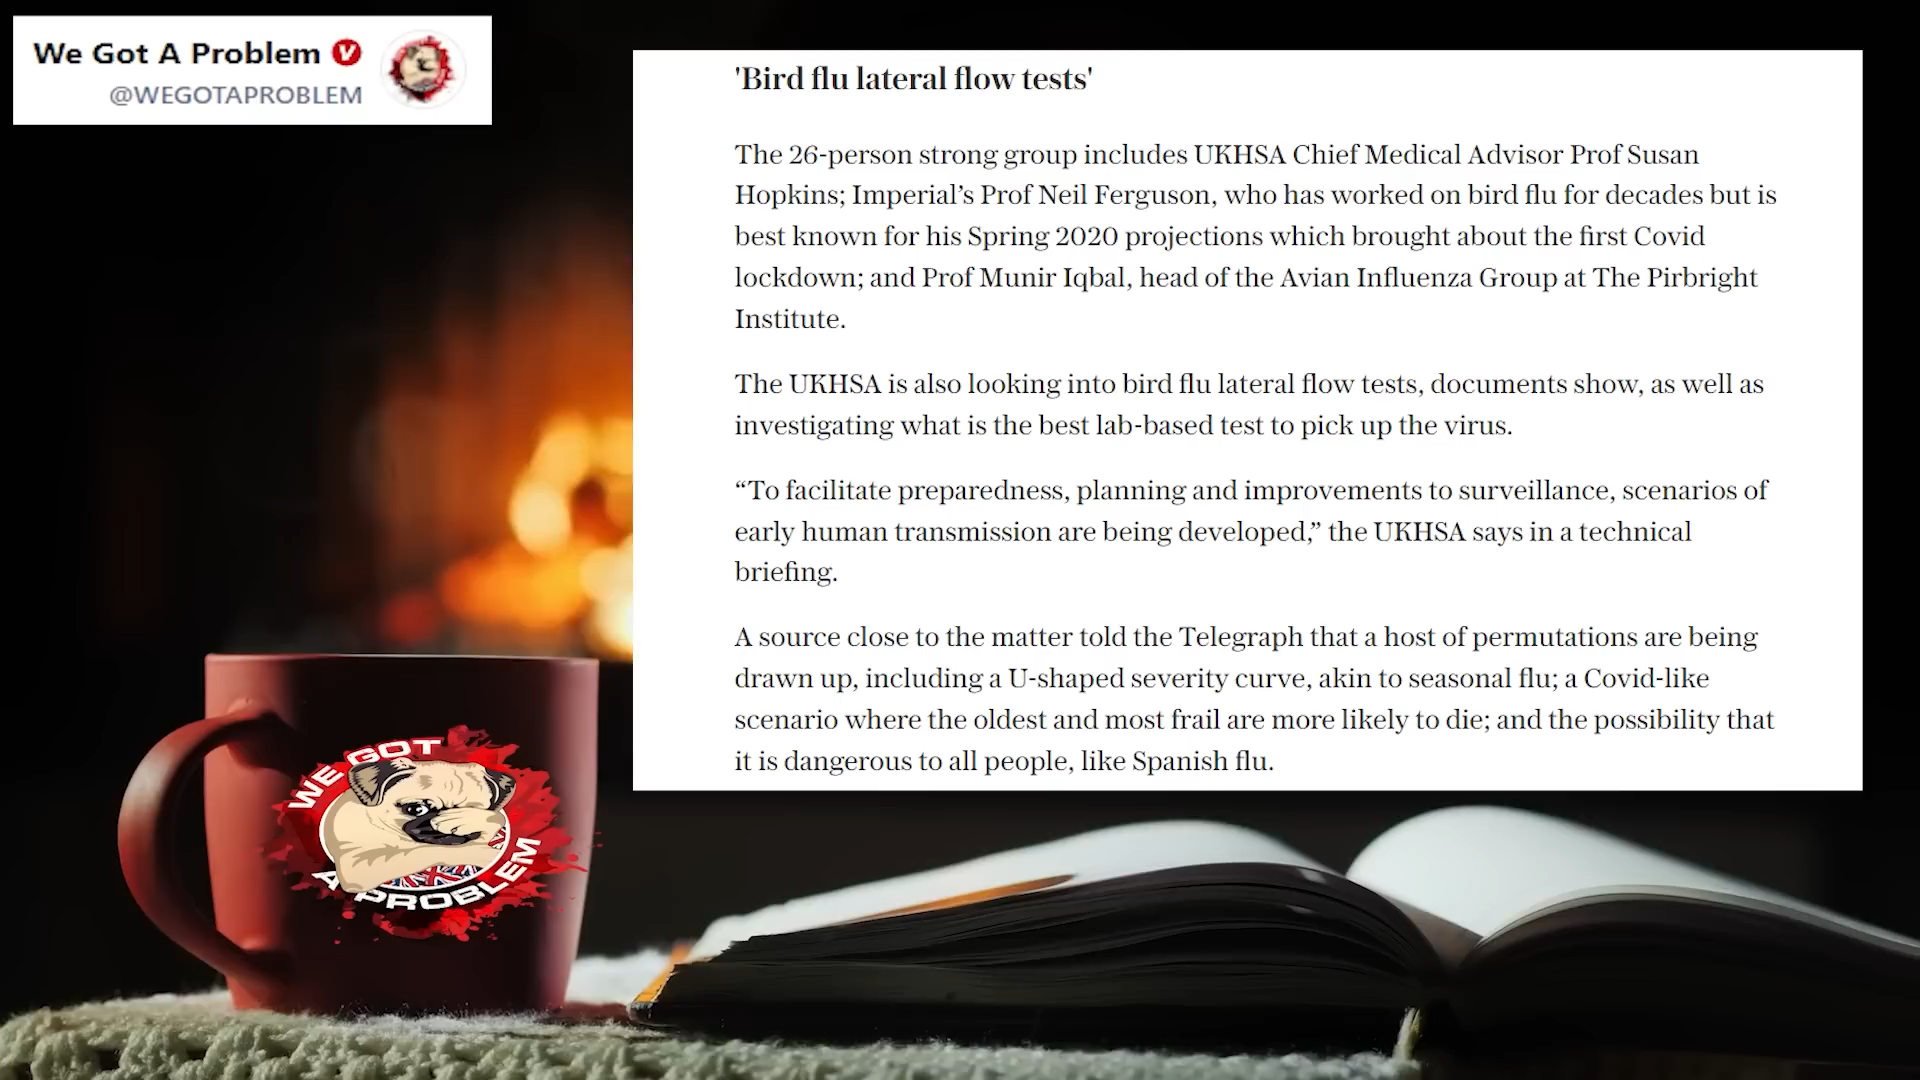 We Got A Problem
@WEGOTAPROBLEM
'Bird flu lateral flow tests'
The 26-person strong group includes UKHSA Chief Medical Advisor Prof Susan
Hopkins; Imperial’s Prof Neil Ferguson, who has worked on bird flu for decades but is
best known for his Spring 2020 projections which brought about the first Covid
lockdown; and Prof Munir Iqbal, head of the Avian Influenza Group at The Pirbright
Institute.
The UKHSA is also looking into bird flu lateral flow tests, documents show, as well as
investigating what is the best lab-based test to pick up the virus.
“To facilitate preparedness, planning and improvements to surveillance, scenarios of
early human transmission are being developed,” the UKHSA says in a technical
briefing.
A source close to the matter told the Telegraph that a host of permutations are being
drawn up, including a U-shaped severity curve, akin to seasonal flu; a Covid-like
scenario where the oldest and most frail are more likely to die; and the possibility that
it is dangerous to all people, like Spanish flu.
WE GOT
A PROBLEM